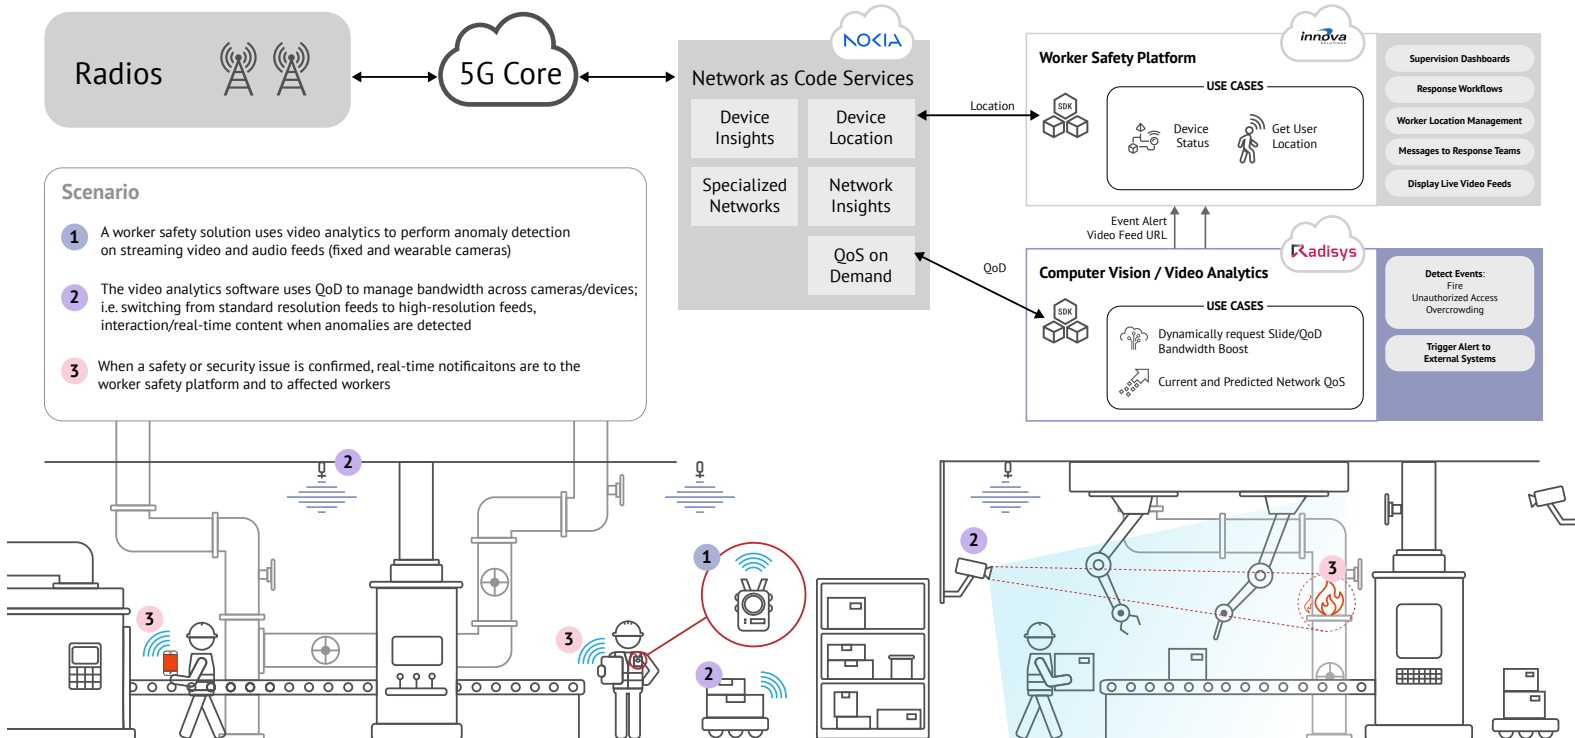 Radios
5G Core
NOKIA
Network as Code Services
Device
Insights
Device
Location
Specialized
Networks
Network
Insights
QoS on
Demand
Location
QoD
innova
SOLUTIONS
Worker Safety Platform
SDK
USE CASES
Device
Status
Get User
Location
Supervision Dashboards
Response Workflows
Worker Location Management
Messages to Response Teams
Display Live Video Feeds
Event Alert
Video Feed URL
Radisys
Computer Vision / Video Analytics
SDK
USE CASES
Dynamically request Slide/QoD
Bandwidth Boost
Current and Predicted Network QoS
Detect Events:
Fire
Unauthorized Access
Overcrowding
Trigger Alert to
External Systems
Scenario
1
A worker safety solution uses video analytics to perform anomaly detection
on streaming video and audio feeds (fixed and wearable cameras)
2
The video analytics software uses QoD to manage bandwidth across cameras/devices;
i.e. switching from standard resolution feeds to high-resolution feeds,
interaction/real-time content when anomalies are detected
3
When a safety or security issue is confirmed, real-time notificaitons are to the
worker safety platform and to affected workers
2
2
1
3
3
3
2